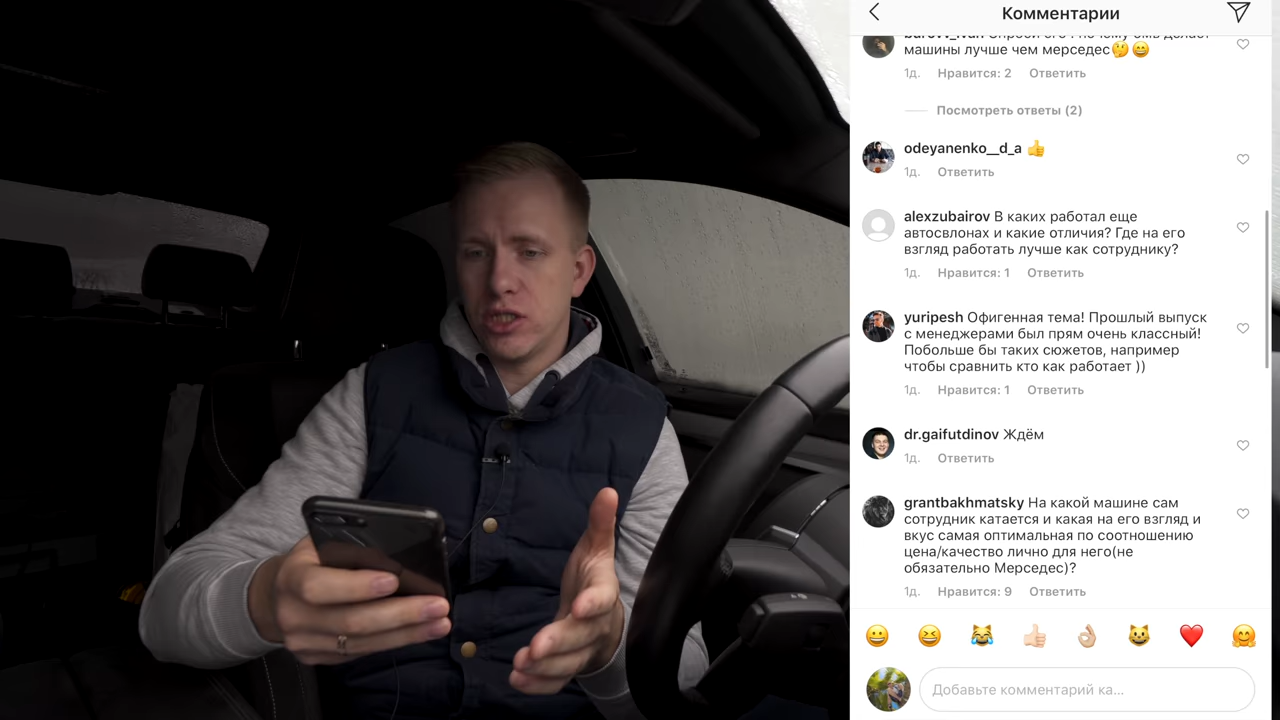 Комментарии
машины лучше чем мерседес🤔😄
1д. Нравится: 2 Ответить
Посмотреть ответы (2)
odeyanenko__d_a 👍
1д. Ответить
alexzubairov В каких работал еще
автосвлонах и какие отличия? Где на его
взгляд работать лучше как сотруднику?
1д. Нравится: 1 Ответить
yuripesh Офигенная тема! Прошлый выпуск
с менеджерами был прям очень классный!
Побольше бы таких сюжетов, например
чтобы сравнить кто как работает ))
1д. Нравится: 1 Ответить
dr.gaifutdinov Ждём
1д. Ответить
grantbakhmatsky На какой машине сам
сотрудник катается и какая на его взгляд и
вкус самая оптимальная по соотношению
цена/качество лично для него(не
обязательно Мерседес)?
1д. Нравится: 9 Ответить
Добавьте комментарий ка...